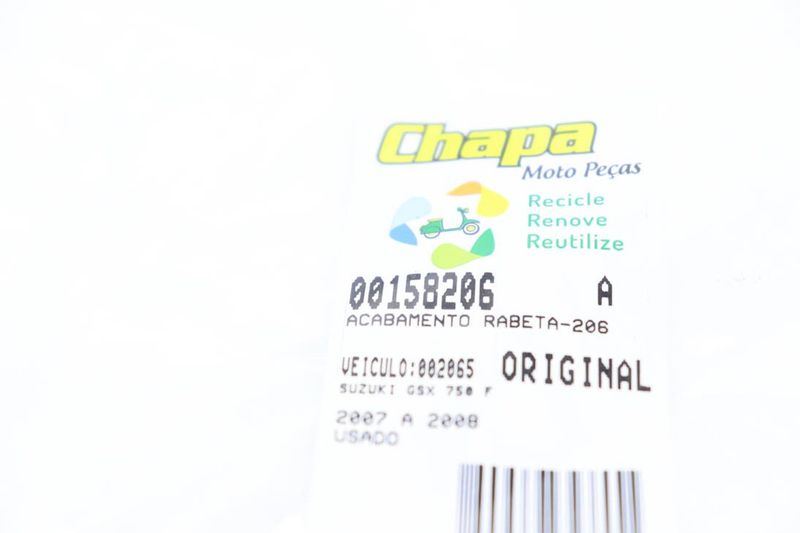 Chapa
Moto Peças
Recicle
Renove
Reutilize
00158206 A
ACABAMENTO RABETA-206
VEICULO:002065 ORIGINAL
SUZUKI GSX 750 F
2007 A 2008
USADO